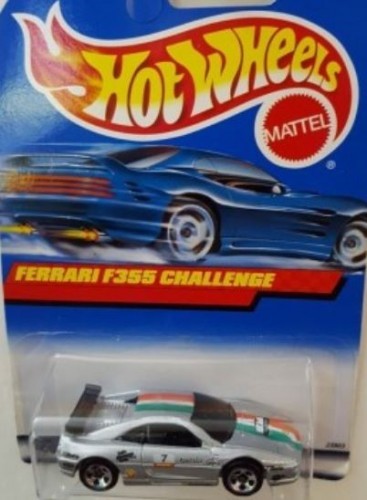 HOT WHEELS
MATTEL
®
FERRARI F355 CHALLENGE
7